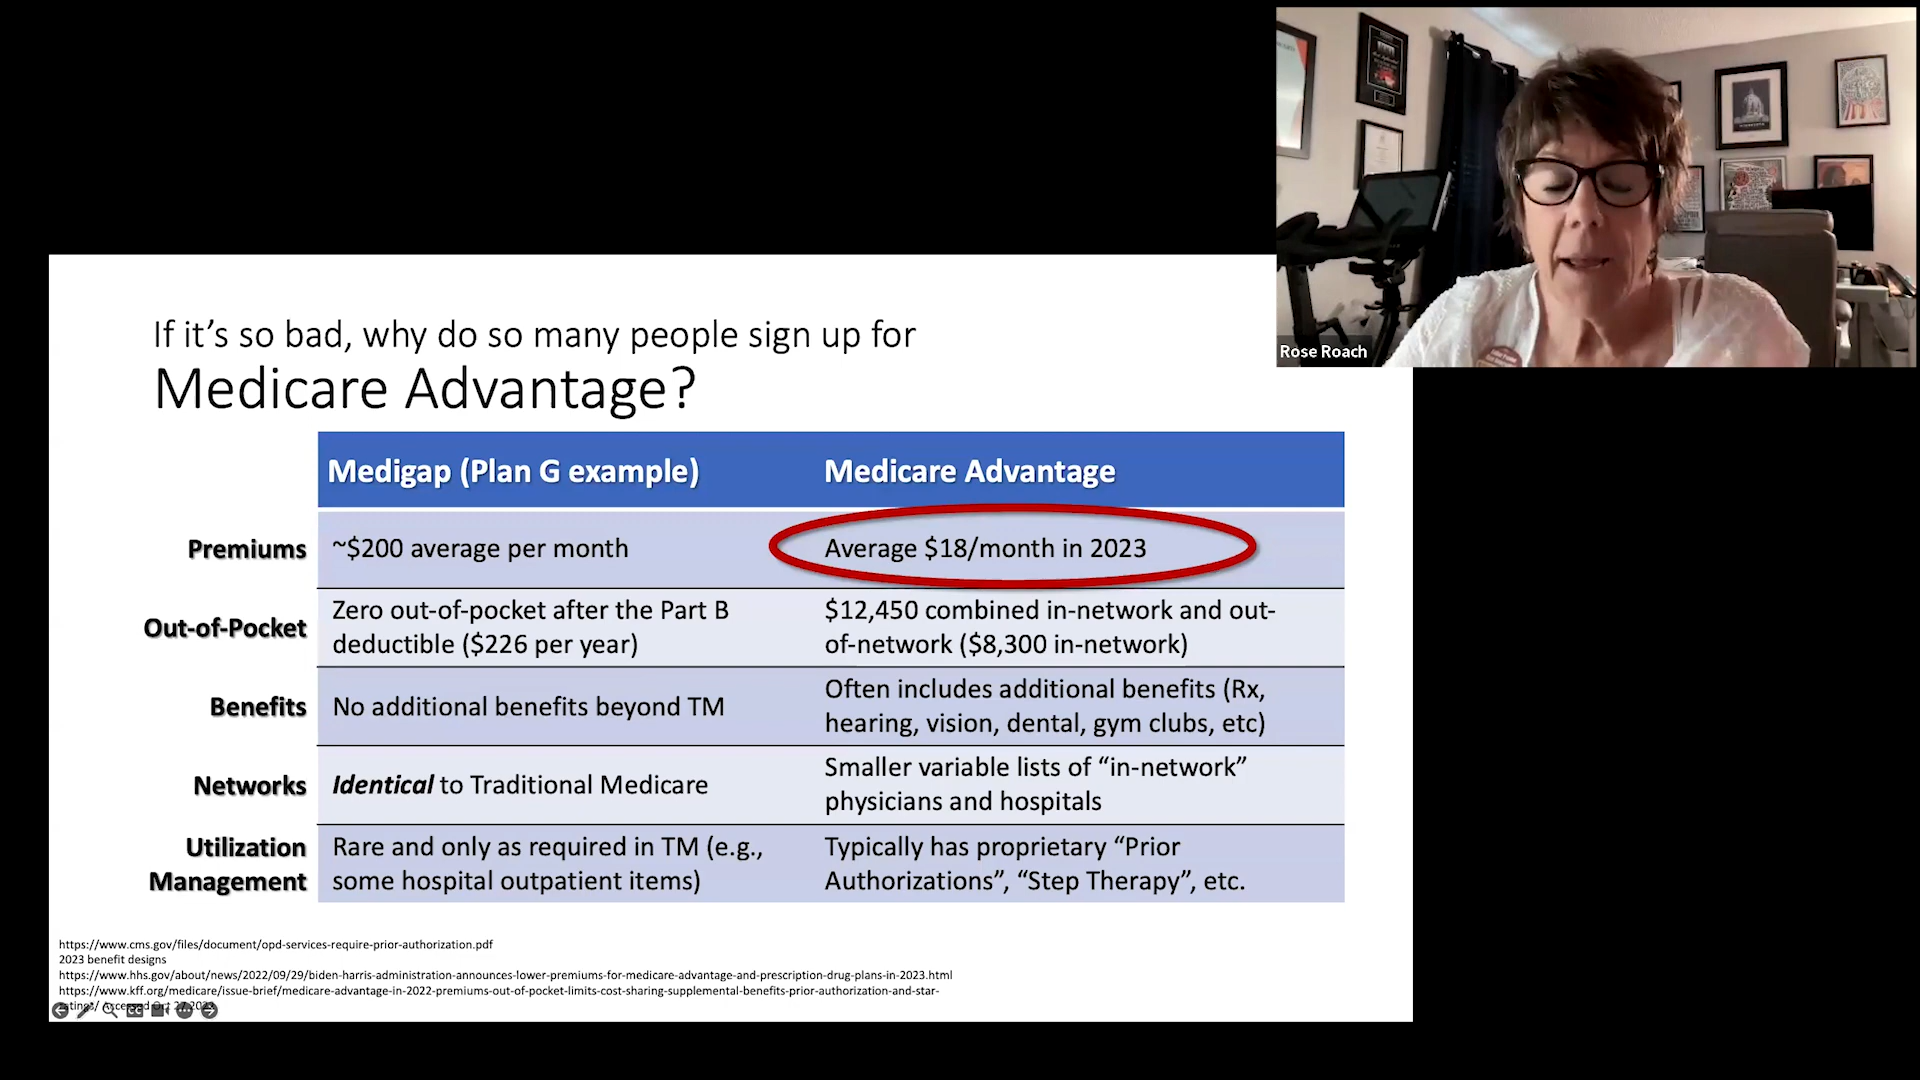 Rose Roach
If it's so bad, why do so many people sign up for
Medicare Advantage?
Medigap (Plan G example) Medicare Advantage
Premiums ~$200 average per month Average $18/month in 2023
Out-of-Pocket
Zero out-of-pocket after the Part B
deductible ($226 per year)
$12,450 combined in-network and out-
of-network ($8,300 in-network)
Benefits No additional benefits beyond TM
Often includes additional benefits (Rx,
hearing, vision, dental, gym clubs, etc)
Networks Identical to Traditional Medicare
Smaller variable lists of “in-network”
physicians and hospitals
Utilization
Management
Rare and only as required in TM (e.g.,
some hospital outpatient items)
Typically has proprietary “Prior
Authorizations”, “Step Therapy”, etc.
https://www.cms.gov/files/document/opd-services-require-prior-authorization.pdf
2023 benefit designs
https://www.hhs.gov/about/news/2022/09/29/biden-harris-administration-announces-lower-premiums-for-medicare-advantage-and-prescription-drug-plans-in-2023.html
https://www.kff.org/medicare/issue-brief/medicare-advantage-in-2022-premiums-out-of-pocket-limits-cost-sharing-supplemental-benefits-prior-authorization-and-star-